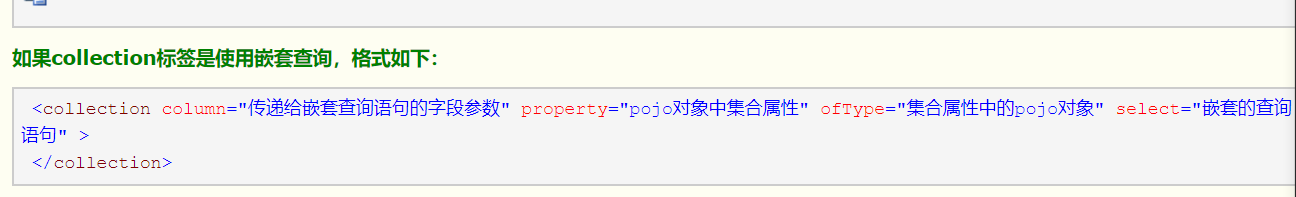 如果collection标签是使用嵌套查询，格式如下：
<collection column="传递给嵌套查询语句的字段参数" property="pojo对象中集合属性" ofType="集合属性中的pojo对象" select="嵌套的查询
语句" >
</collection>